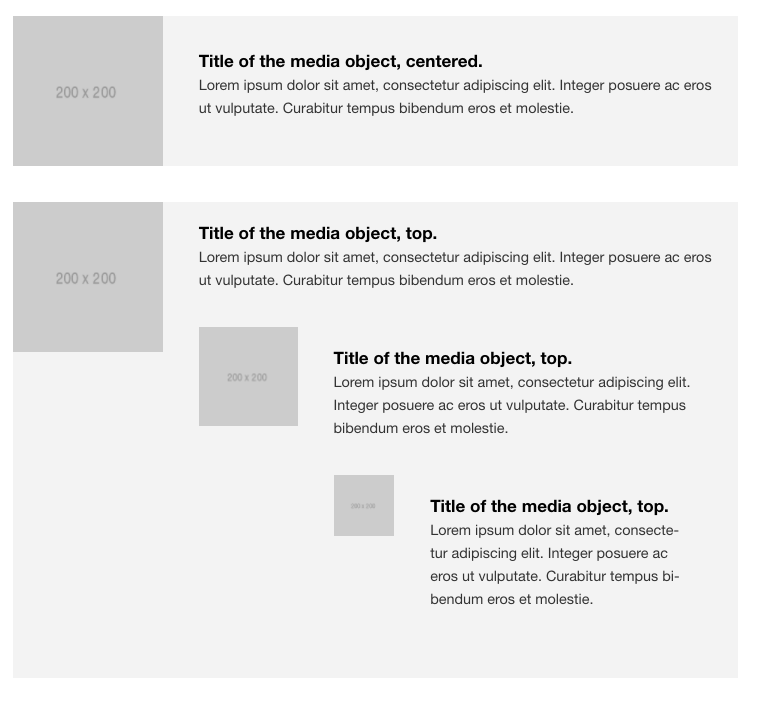 200 x 200
Title of the media object, centered.
Lorem ipsum dolor sit amet, consectetur adipiscing elit. Integer posuere ac eros
ut vulputate. Curabitur tempus bibendum eros et molestie.
200 x 200
Title of the media object, top.
Lorem ipsum dolor sit amet, consectetur adipiscing elit. Integer posuere ac eros
ut vulputate. Curabitur tempus bibendum eros et molestie.
200 x 200
Title of the media object, top.
Lorem ipsum dolor sit amet, consectetur adipiscing elit.
Integer posuere ac eros ut vulputate. Curabitur tempus
bibendum eros et molestie.
200 x 200
Title of the media object, top.
Lorem ipsum dolor sit amet, consecte-
tur adipiscing elit. Integer posuere ac
eros ut vulputate. Curabitur tempus bi-
bendum eros et molestie.